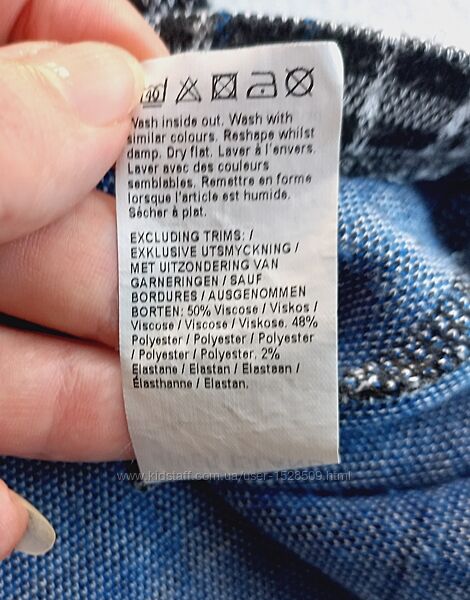 40
Wash inside out. Wash with
similar colours. Reshape whilst
damp. Dry flat. Laver à l'envers.
Laver avec des couleurs
semblables. Remettre en forme
lorsque l'article est humide.
Sécher à plat.
EXCLUDING TRIMS: /
EXKLUSIVE UTSMYCKNING /
MET UITZONDERING VAN
GARNERINGEN / SAUF
BORDURES / AUSGENOMMEN
BORTEN: 50% Viscose / Viskos /
Viscose / Viscose / Viskose. 48%
Polyester / Polyester / Polyester
/ Polyester / Polyester. 2%
Elastane / Elastan / Elastaan /
Elasthanne / Elastan.
www.kidstaff.com.ua/user-1528509.html